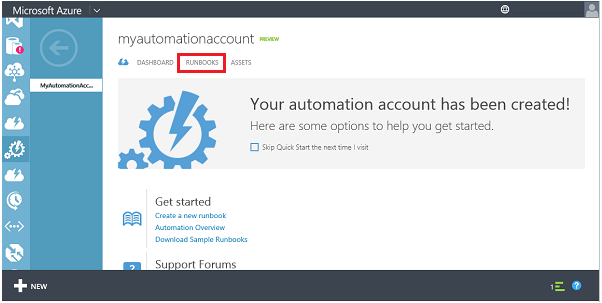 Microsoft Azure
myautomationaccount PREVIEW
DASHBOARD RUNBOOKS ASSETS
MyAutomationAcc...
Your automation account has been created!
Here are some options to help you get started.
Skip Quick Start the next time I visit
Get started
Create a new runbook
Automation Overview
Download Sample Runbooks
? Support Forums
+ NEW
1
?